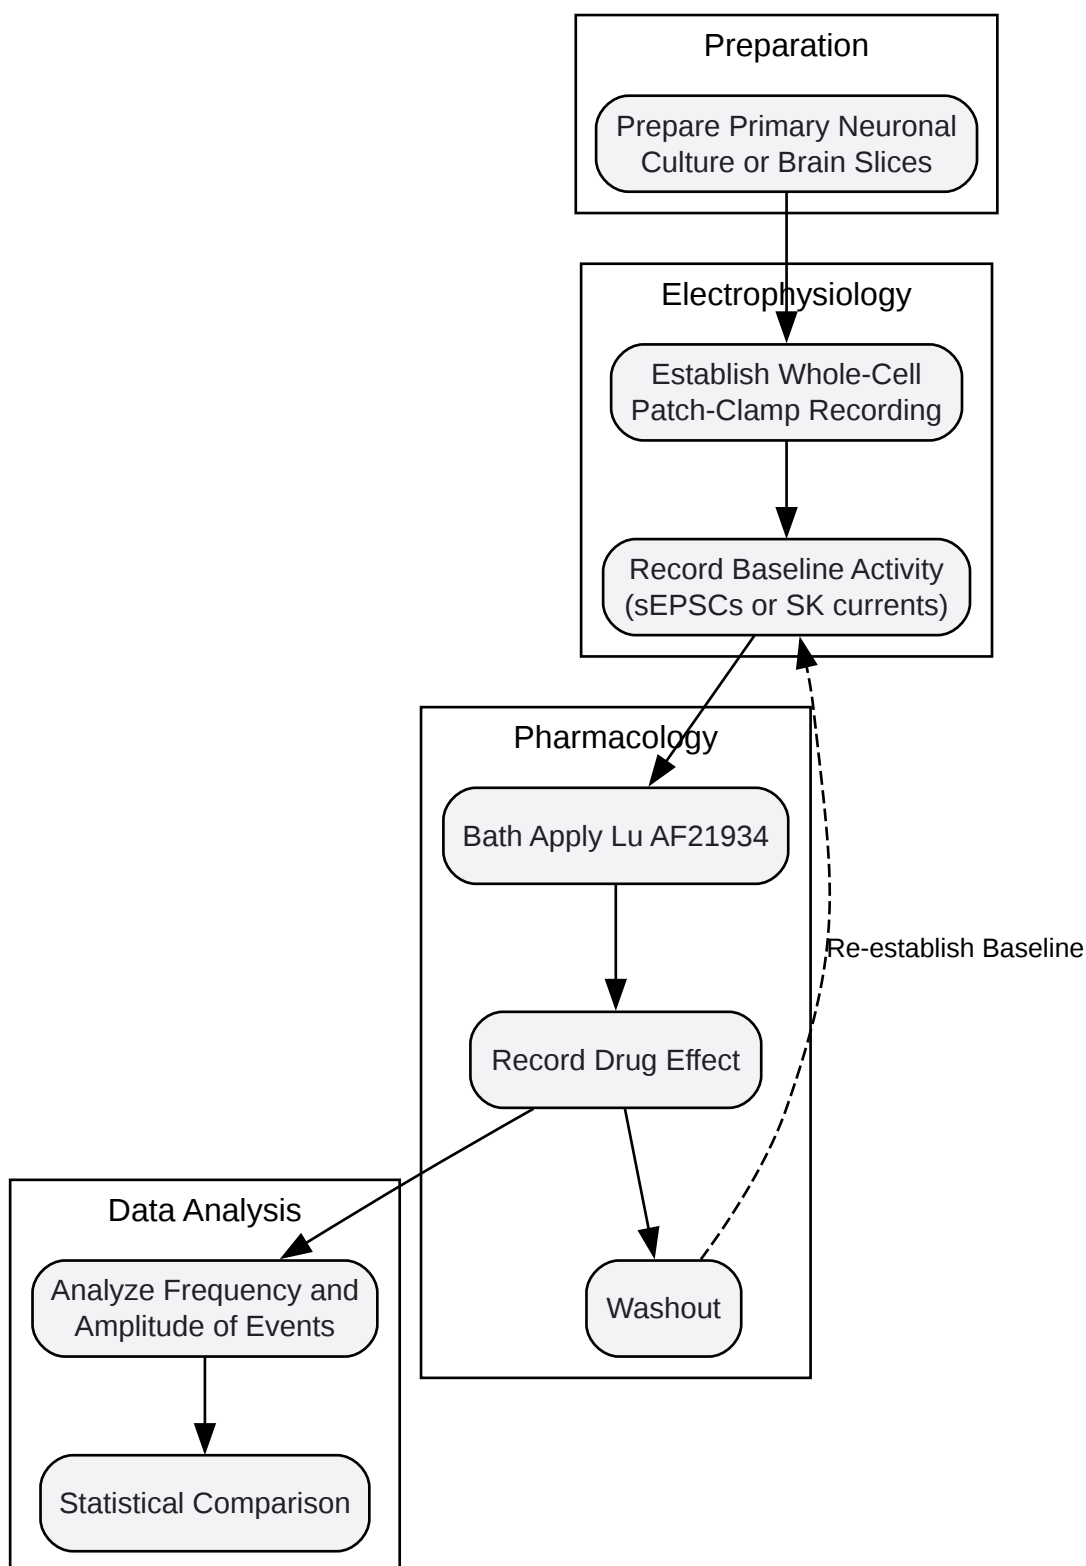 Preparation
Prepare Primary Neuronal
Culture or Brain Slices
Electrophysiology
Establish Whole-Cell
Patch-Clamp Recording
Record Baseline Activity
(sEPSCs or SK currents)
Pharmacology
Bath Apply Lu AF21934
Re-establish Baseline
Record Drug Effect
Washout
Data Analysis
Analyze Frequency and
Amplitude of Events
Statistical Comparison